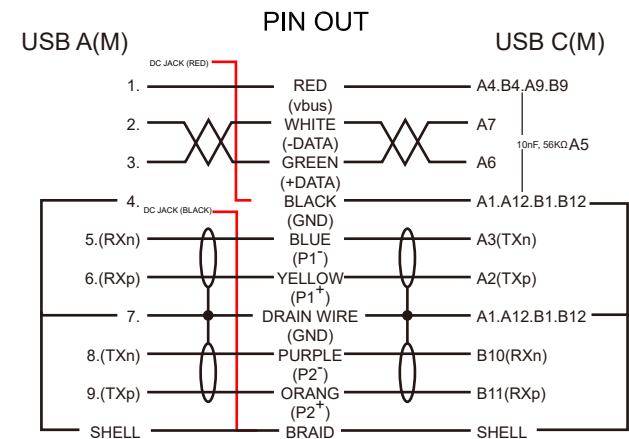 PIN OUT
USB A(M) USB C(M)
DC JACK (RED)
1. RED A4.B4.A9.B9
(vbus)
2. WHITE A7
(-DATA) 10nF, 56KΩ A5
3. GREEN A6
(+DATA)
4. BLACK A1.A12.B1.B12
DC JACK (BLACK)
(GND)
5.(RXn) BLUE A3(TXn)
(P1⁻)
6.(RXp) YELLOW A2(TXp)
(P1⁺)
7. DRAIN WIRE A1.A12.B1.B12
(GND)
8.(TXn) PURPLE B10(RXn)
(P2⁻)
9.(TXp) ORANG B11(RXp)
(P2⁺)
SHELL BRAID SHELL